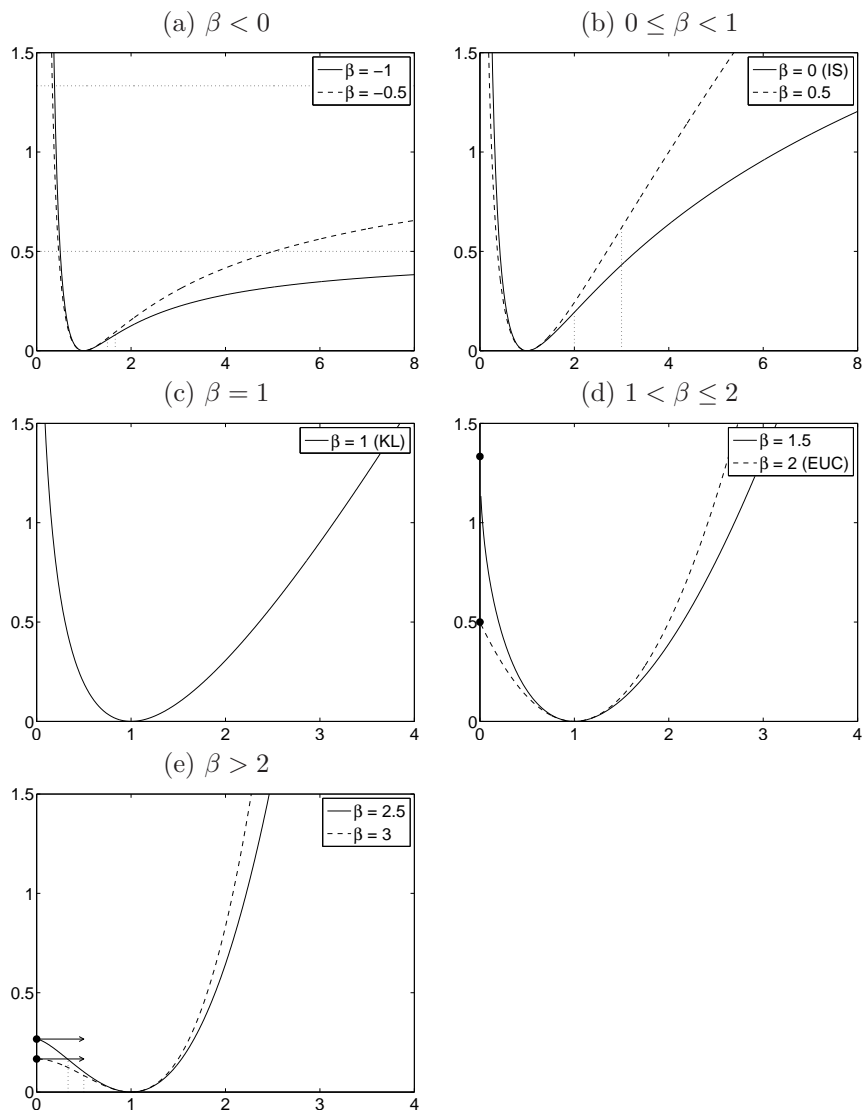 (a) β < 0
1.5
1
0.5
0
0 2 4 6 8
β = −1
β = −0.5
(b) 0 ≤ β < 1
1.5
1
0.5
0
0 2 4 6 8
β = 0 (IS)
β = 0.5
(c) β = 1
1.5
1
0.5
0
0 1 2 3 4
β = 1 (KL)
(d) 1 < β ≤ 2
1.5
1
0.5
0
0 1 2 3 4
β = 1.5
β = 2 (EUC)
(e) β > 2
1.5
1
0.5
0
0 1 2 3 4
β = 2.5
β = 3